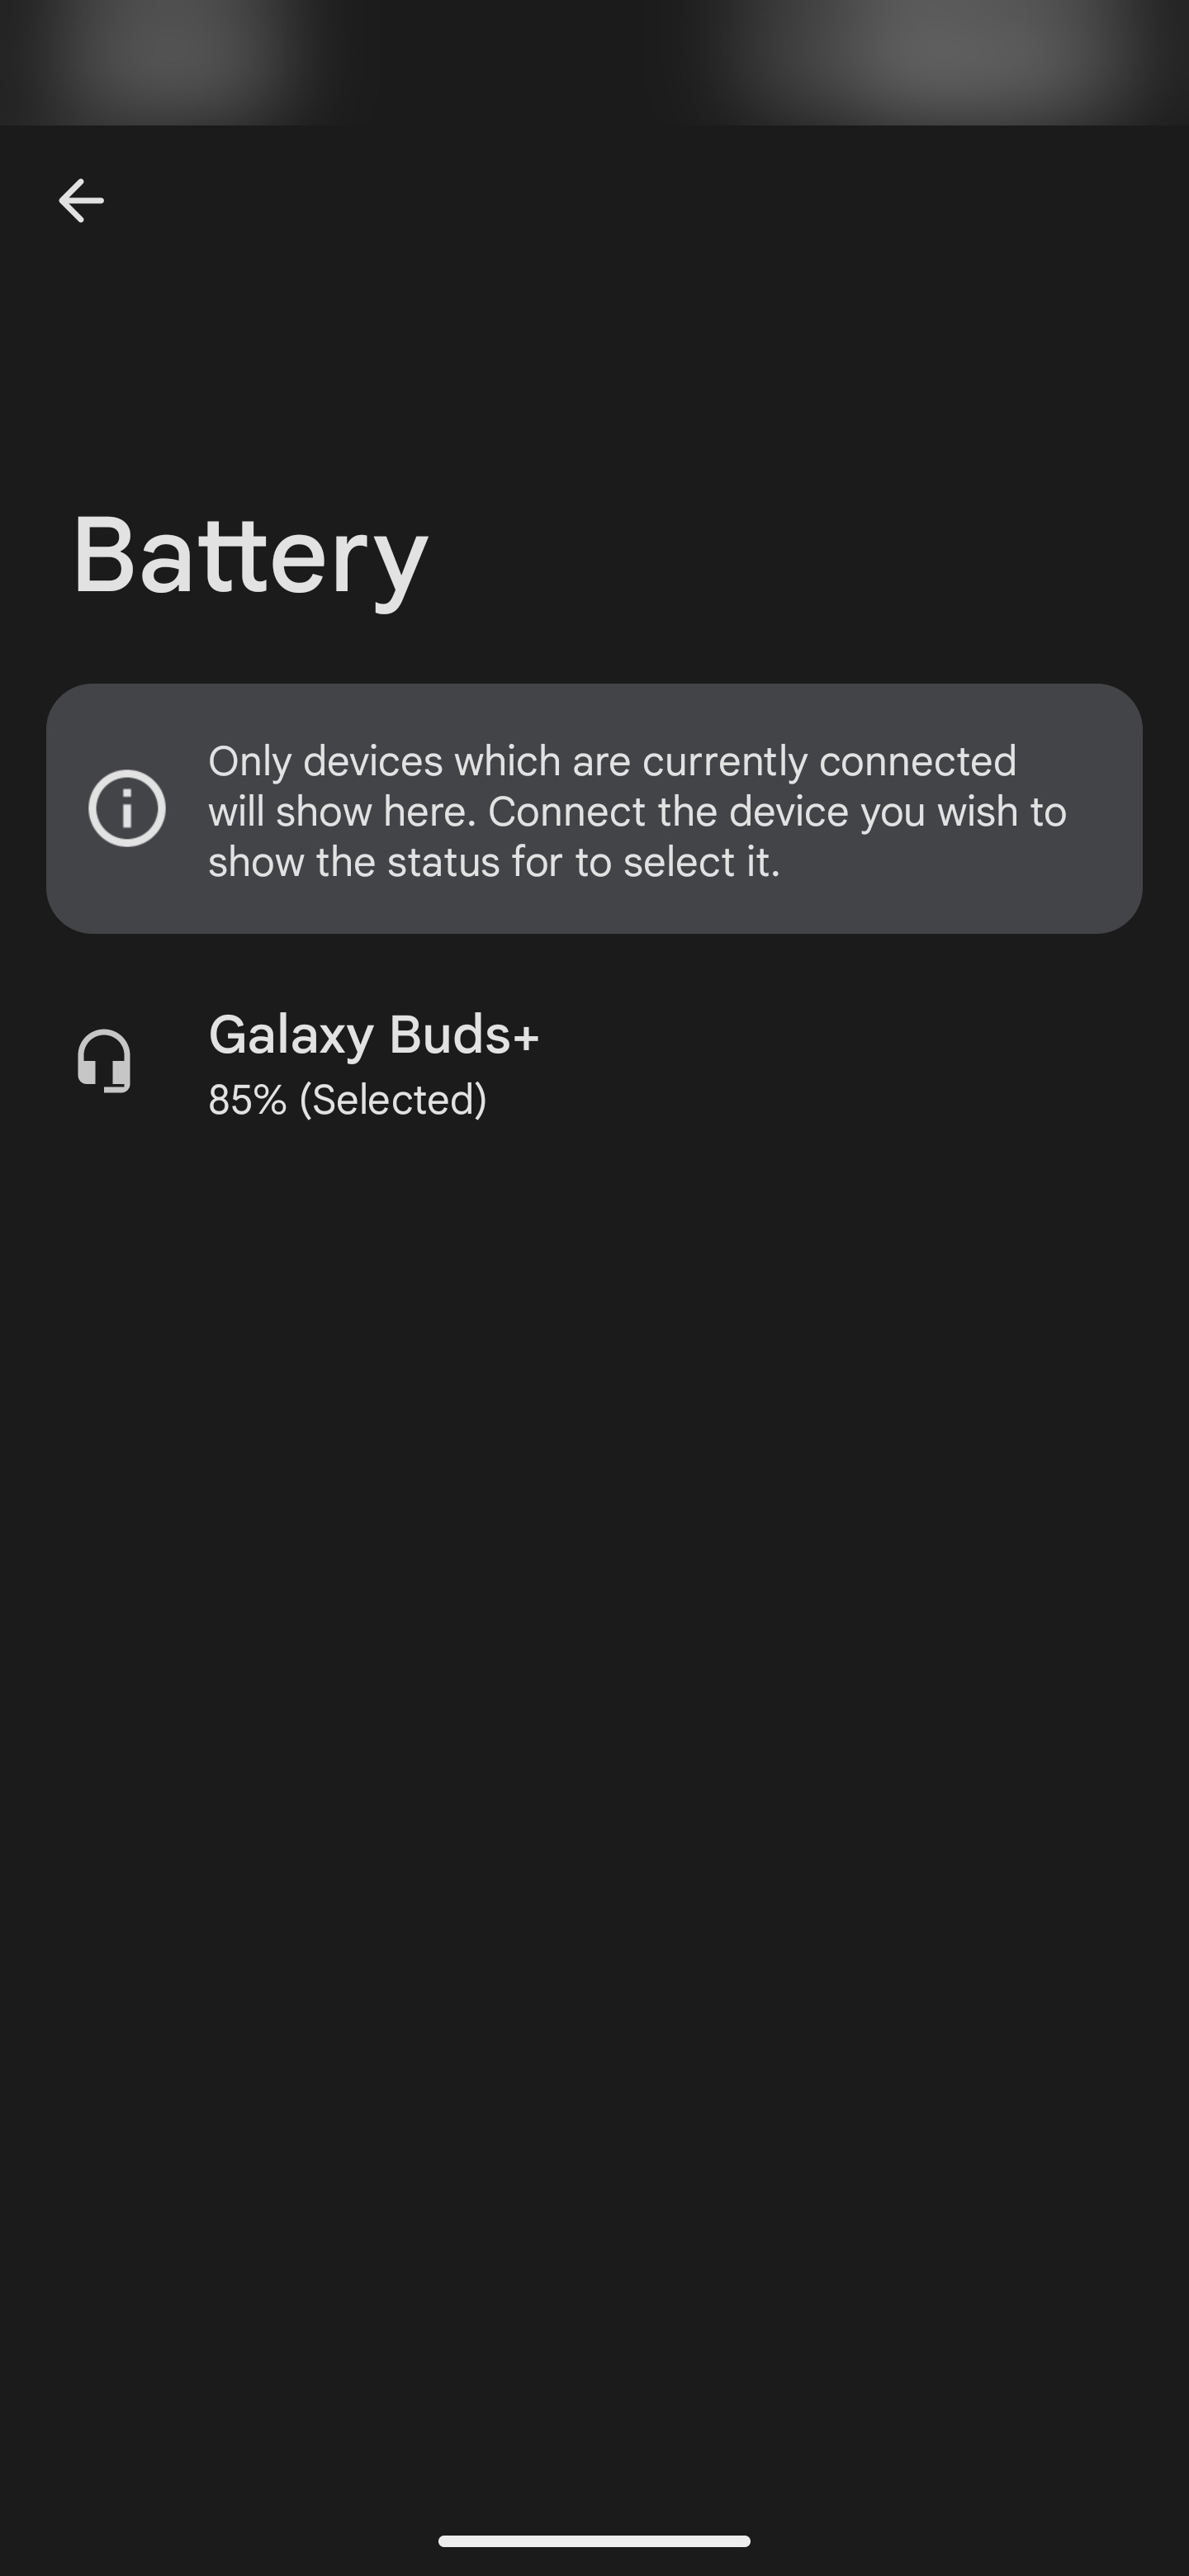 Battery
Only devices which are currently connected
will show here. Connect the device you wish to
show the status for to select it.
Galaxy Buds+
85% (Selected)